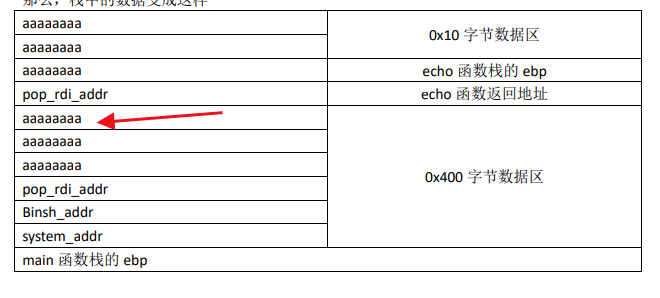 那么，栈中的数据变成这样
aaaaaaaa
aaaaaaaa
0x10 字节数据区
aaaaaaaa
echo 函数栈的 ebp
pop_rdi_addr
echo 函数返回地址
aaaaaaaa
aaaaaaaa
aaaaaaaa
pop_rdi_addr
Binsh_addr
system_addr
0x400 字节数据区
main 函数栈的 ebp